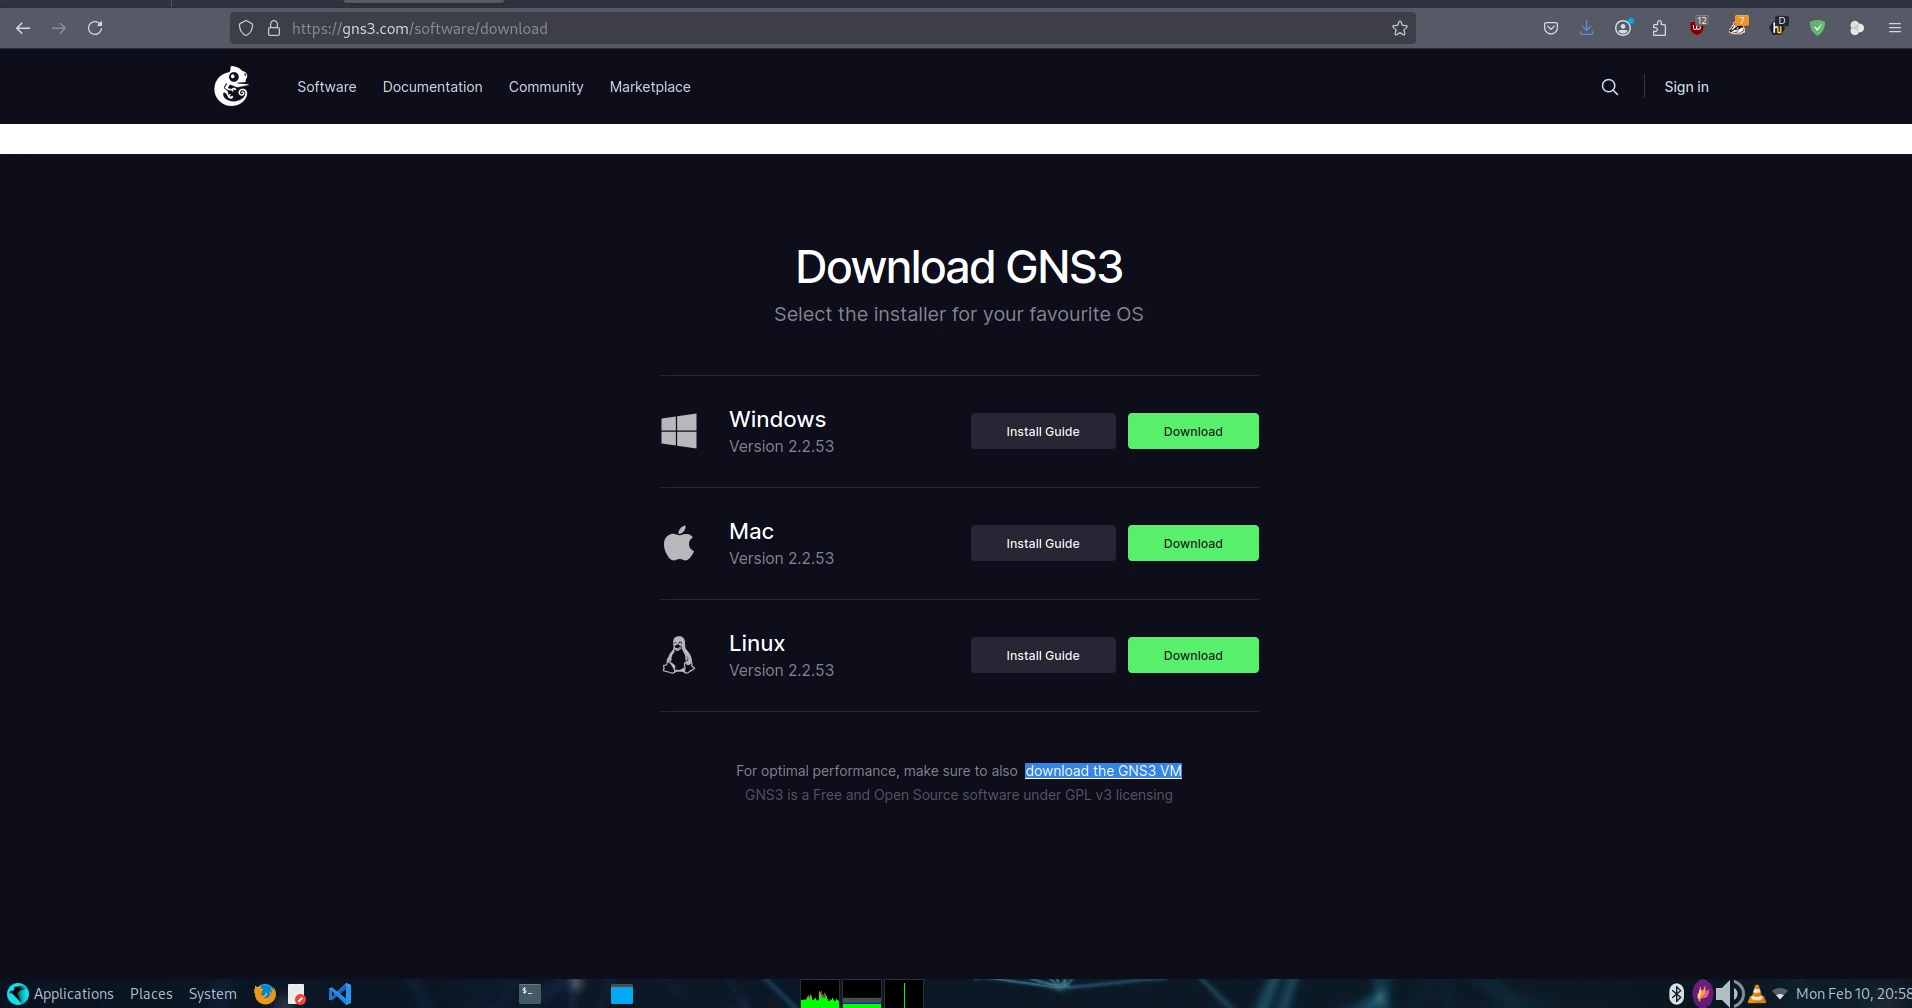 https://gns3.com/software/download
12
7
D
Software Documentation Community Marketplace
Sign in
Download GNS3
Select the installer for your favourite OS
Windows
Version 2.2.53
Install Guide
Download
Mac
Version 2.2.53
Install Guide
Download
Linux
Version 2.2.53
Install Guide
Download
For optimal performance, make sure to also download the GNS3 VM
GNS3 is a Free and Open Source software under GPL v3 licensing
Applications Places System
Mon Feb 10, 20:58